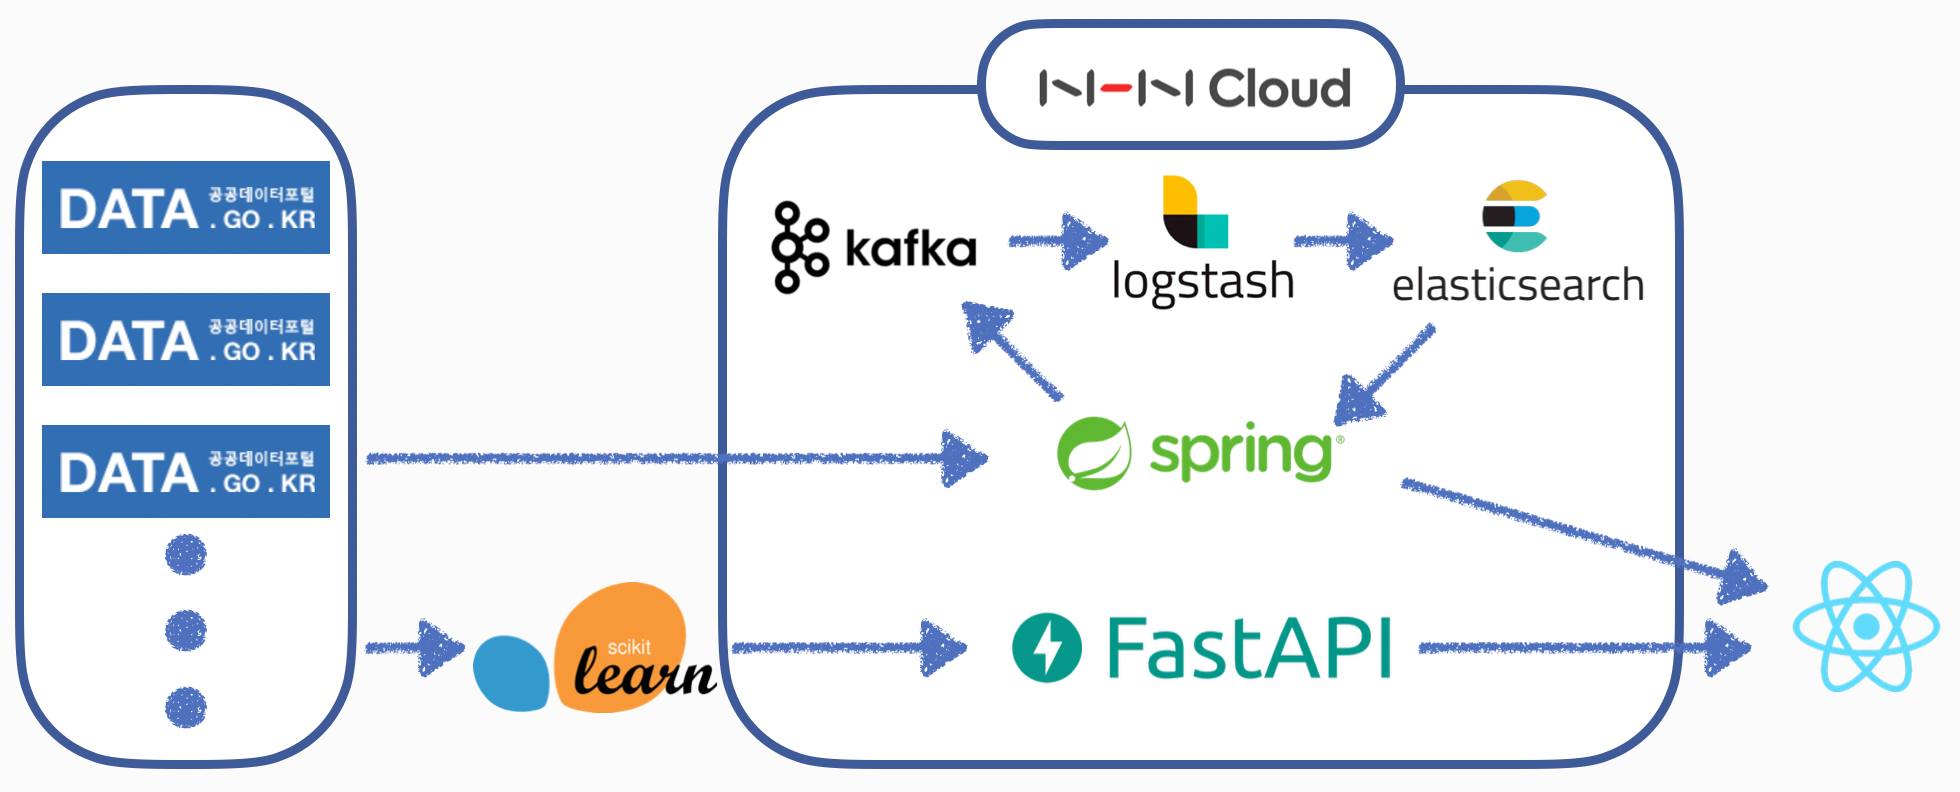 NHN Cloud
DATA 공공데이터포털
.GO.KR
DATA 공공데이터포털
.GO.KR
DATA 공공데이터포털
.GO.KR
kafka
logstash
elasticsearch
spring®
scikit
learn
FastAPI